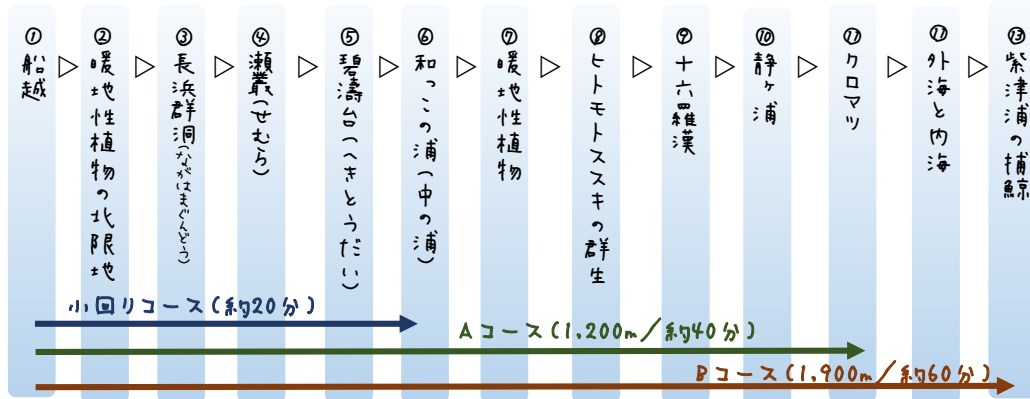 ①船越
②暖地性植物の北限地
③長浜群洞(ながはまぐんどう)
④瀬叢(せむら)
⑤碧濤台(へきとうだい)
⑥和っこの浦(中の浦)
⑦暖地性植物
⑧ヒトモトススキの群生
⑨十六羅漢
⑩静ヶ浦
⑪クロマツ
⑪外海と内海
⑬紫津浦の捕鯨
小回りコース(約20分)
Aコース(1,200m/約40分)
Bコース(1,900m/約60分)